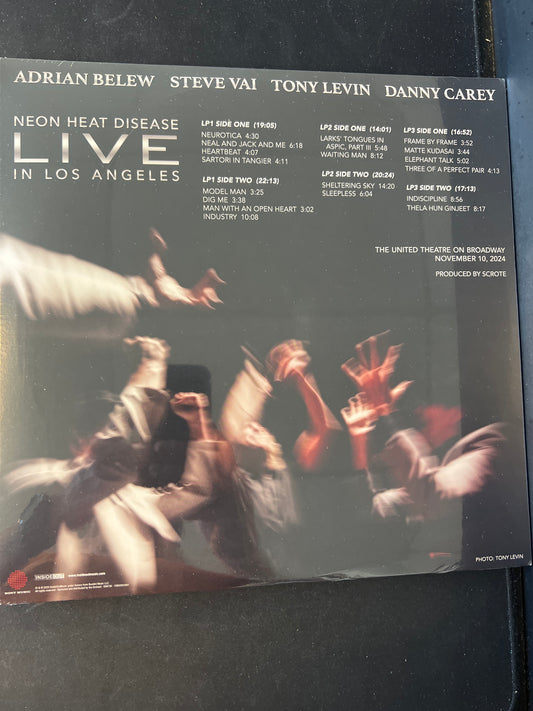 ADRIAN BELEW STEVE VAI TONY LEVIN DANNY CAREY
NEON HEAT DISEASE
LIVE
IN LOS ANGELES
LP1 SIDE ONE (19:05)
NEUROTICA 4:30
NEAL AND JACK AND ME 6:18
HEARTBEAT 4:07
SARTORI IN TANGIER 4:11
LP1 SIDE TWO (22:13)
MODEL MAN 3:25
DIG ME 3:38
MAN WITH AN OPEN HEART 3:02
INDUSTRY 10:08
LP2 SIDE ONE (14:01)
LARKS' TONGUES IN
ASPIC, PART III 5:48
WAITING MAN 8:12
LP2 SIDE TWO (20:24)
SHELTERING SKY 14:20
SLEEPLESS 6:04
LP3 SIDE ONE (16:52)
FRAME BY FRAME 3:52
MATTE KUDASAI 3:44
ELEPHANT TALK 5:02
THREE OF A PERFECT PAIR 4:13
LP3 SIDE TWO (17:13)
INDISCIPLINE 8:56
THELA HUN GINJEET 8:17
THE UNITED THEATRE ON BROADWAY
NOVEMBER 10, 2024
PRODUCED BY SCROTE
PHOTO: TONY LEVIN
SONY MUSIC
INSIDEOUT